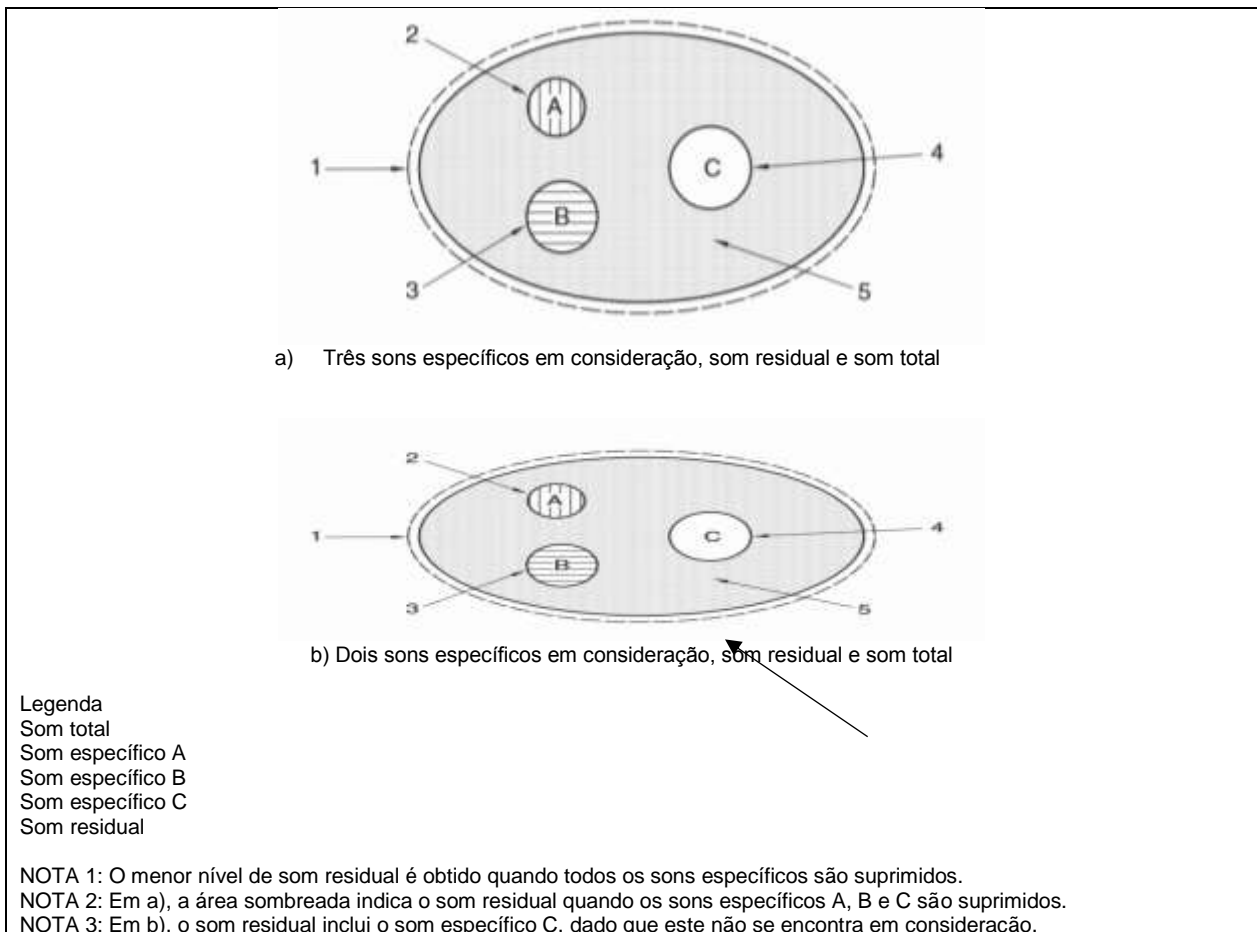 2
A
1
C
4
B
3
5
a) Três sons específicos em consideração, som residual e som total
2
A
1
C
4
B
3
5
b) Dois sons específicos em consideração, som residual e som total
Legenda
Som total
Som específico A
Som específico B
Som específico C
Som residual
NOTA 1: O menor nível de som residual é obtido quando todos os sons específicos são suprimidos.
NOTA 2: Em a), a área sombreada indica o som residual quando os sons específicos A, B e C são suprimidos.
NOTA 3: Em b), o som residual inclui o som específico C, dado que este não se encontra em consideração.